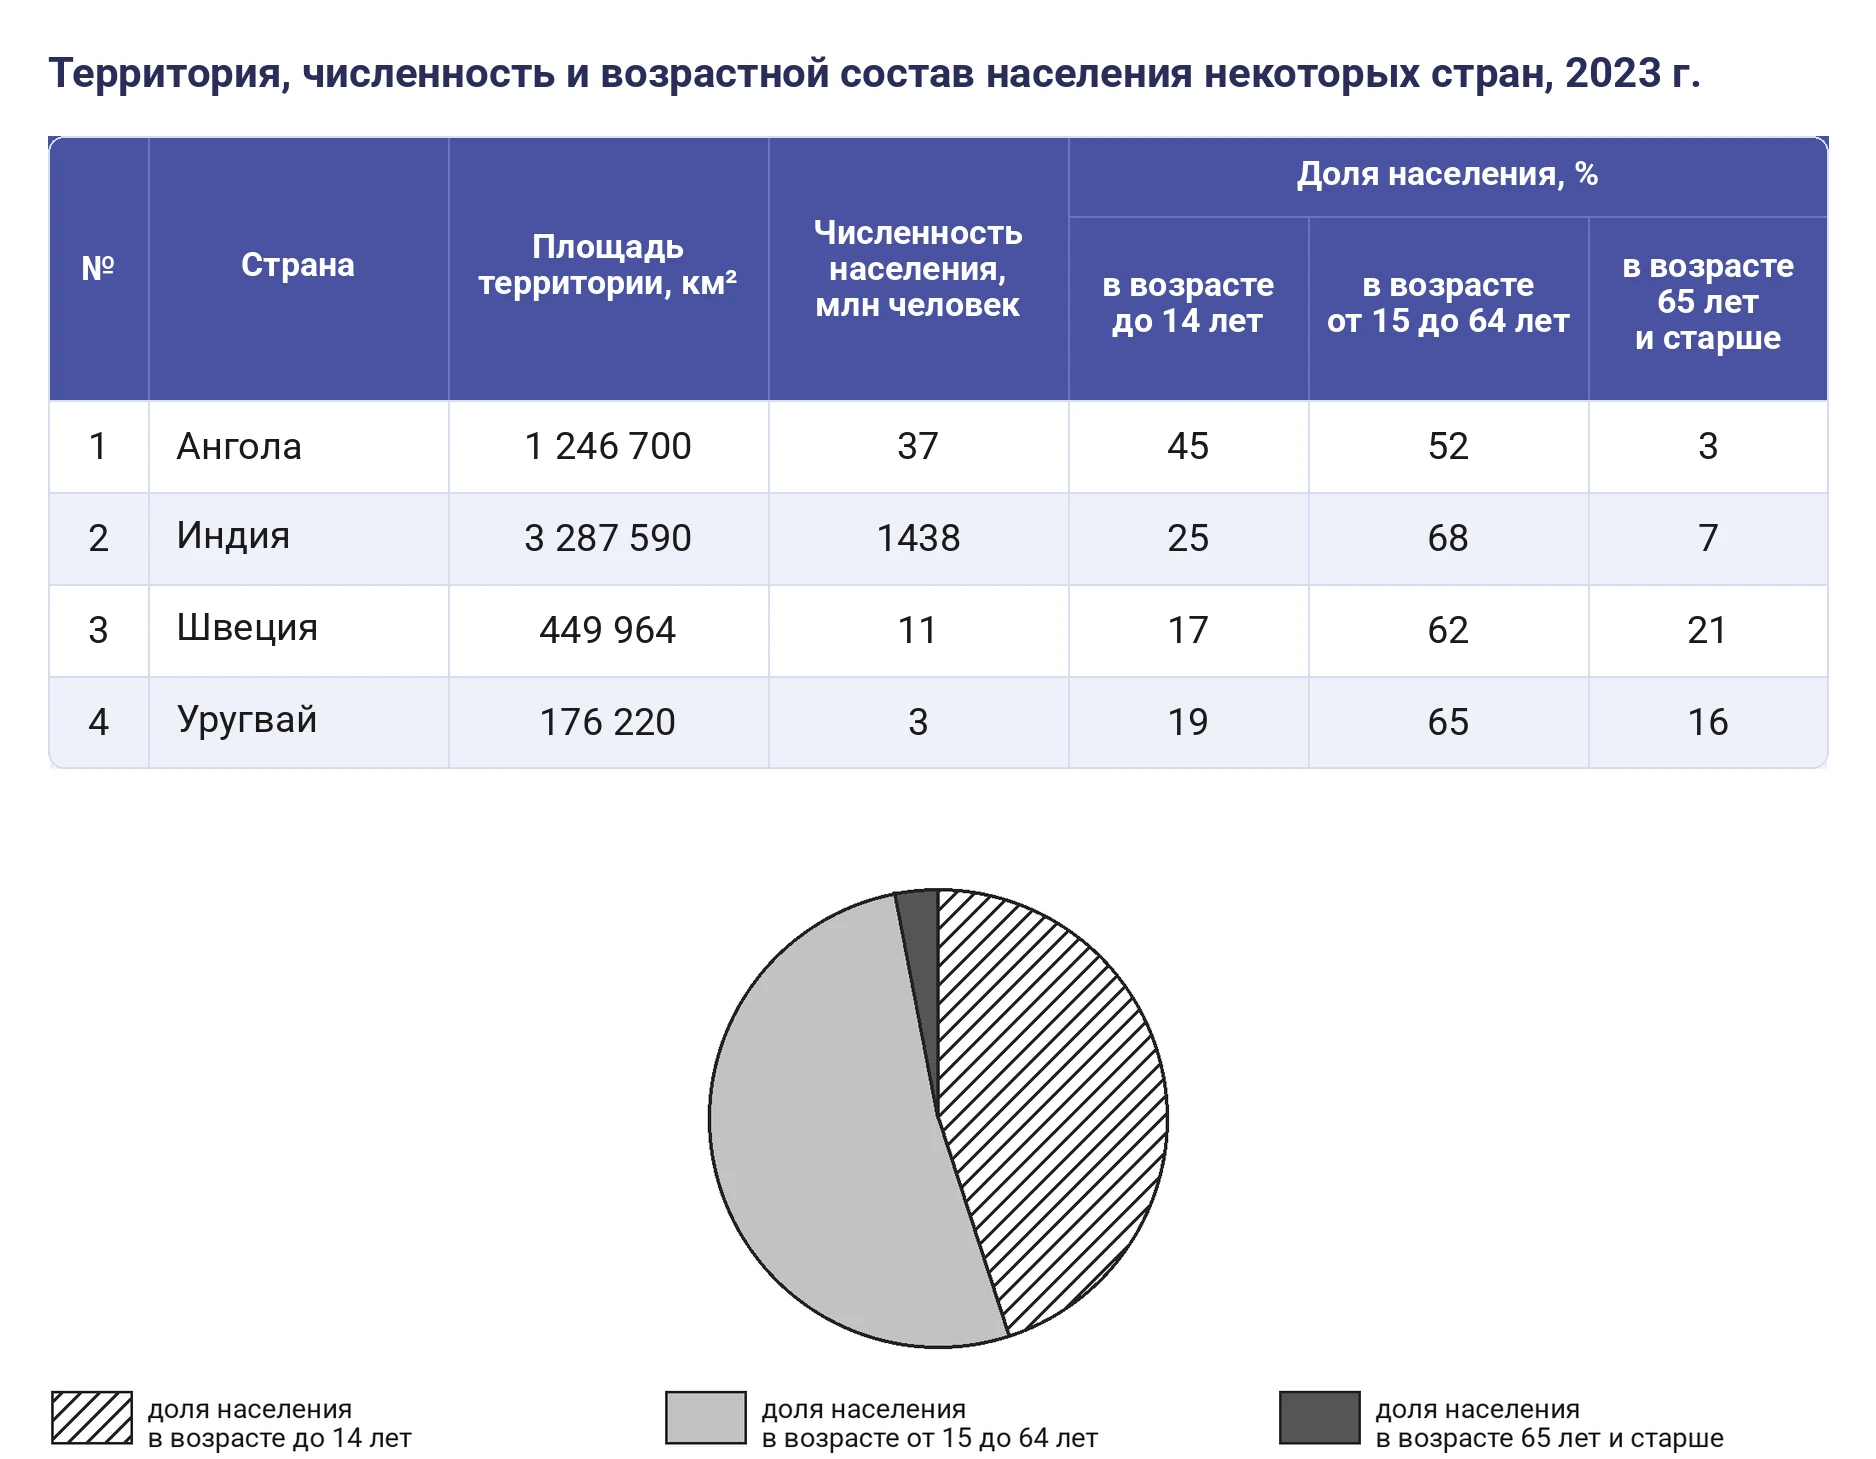 Территория, численность и возрастной состав населения некоторых стран, 2023 г.
№
Страна
Площадь
территории, км²
Численность
населения,
млн человек
Доля населения, %
в возрасте
до 14 лет
в возрасте
от 15 до 64 лет
в возрасте
65 лет
и старше
1 Ангола 1 246 700 37 45 52 3
2 Индия 3 287 590 1438 25 68 7
3 Швеция 449 964 11 17 62 21
4 Уругвай 176 220 3 19 65 16
доля населения
в возрасте до 14 лет
доля населения
в возрасте от 15 до 64 лет
доля населения
в возрасте 65 лет и старше